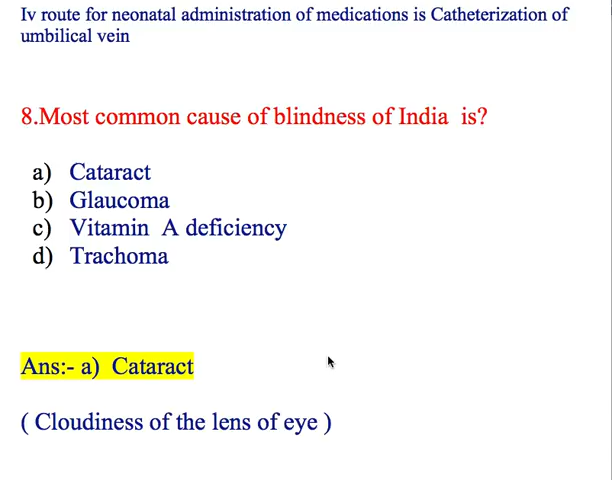 Iv route for neonatal administration of medications is Catheterization of
umbilical vein
8.Most common cause of blindness of India is?
a) Cataract
b) Glaucoma
c) Vitamin A deficiency
d) Trachoma
Ans:- a) Cataract
( Cloudiness of the lens of eye )